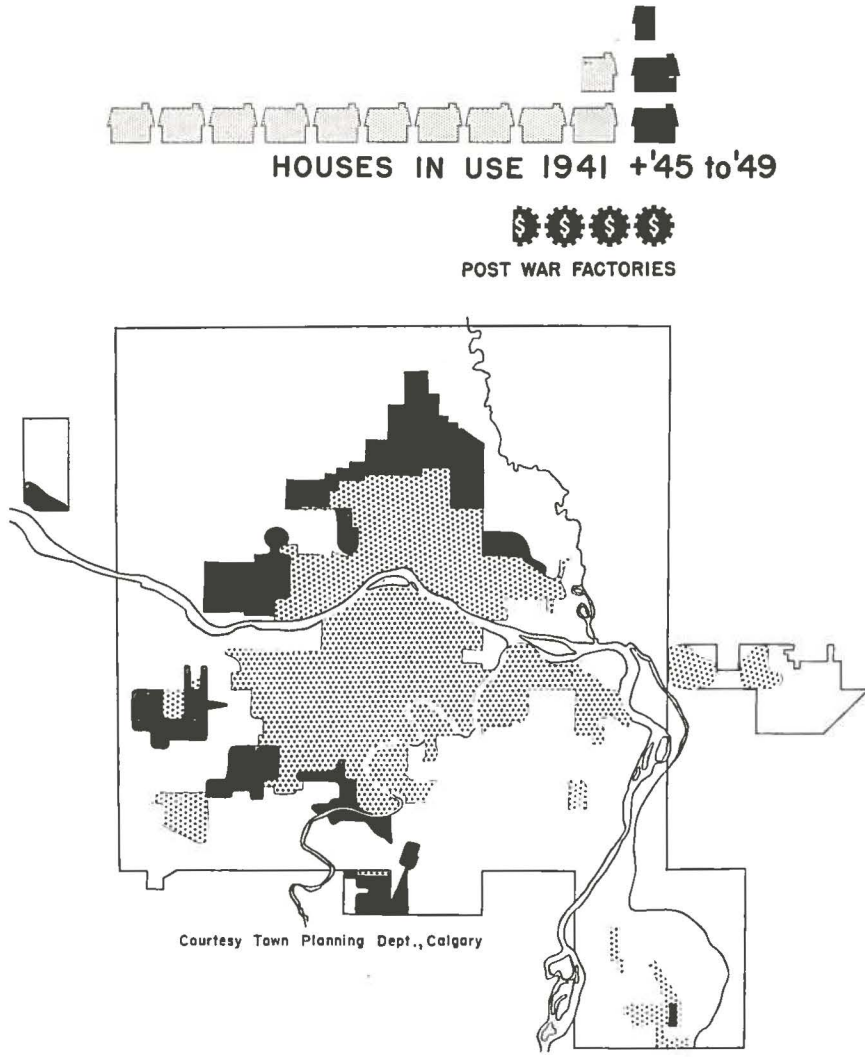 HOUSES IN USE 1941 +'45 to '49
$ $ $ $
POST WAR FACTORIES
Courtesy Town Planning Dept., Calgary